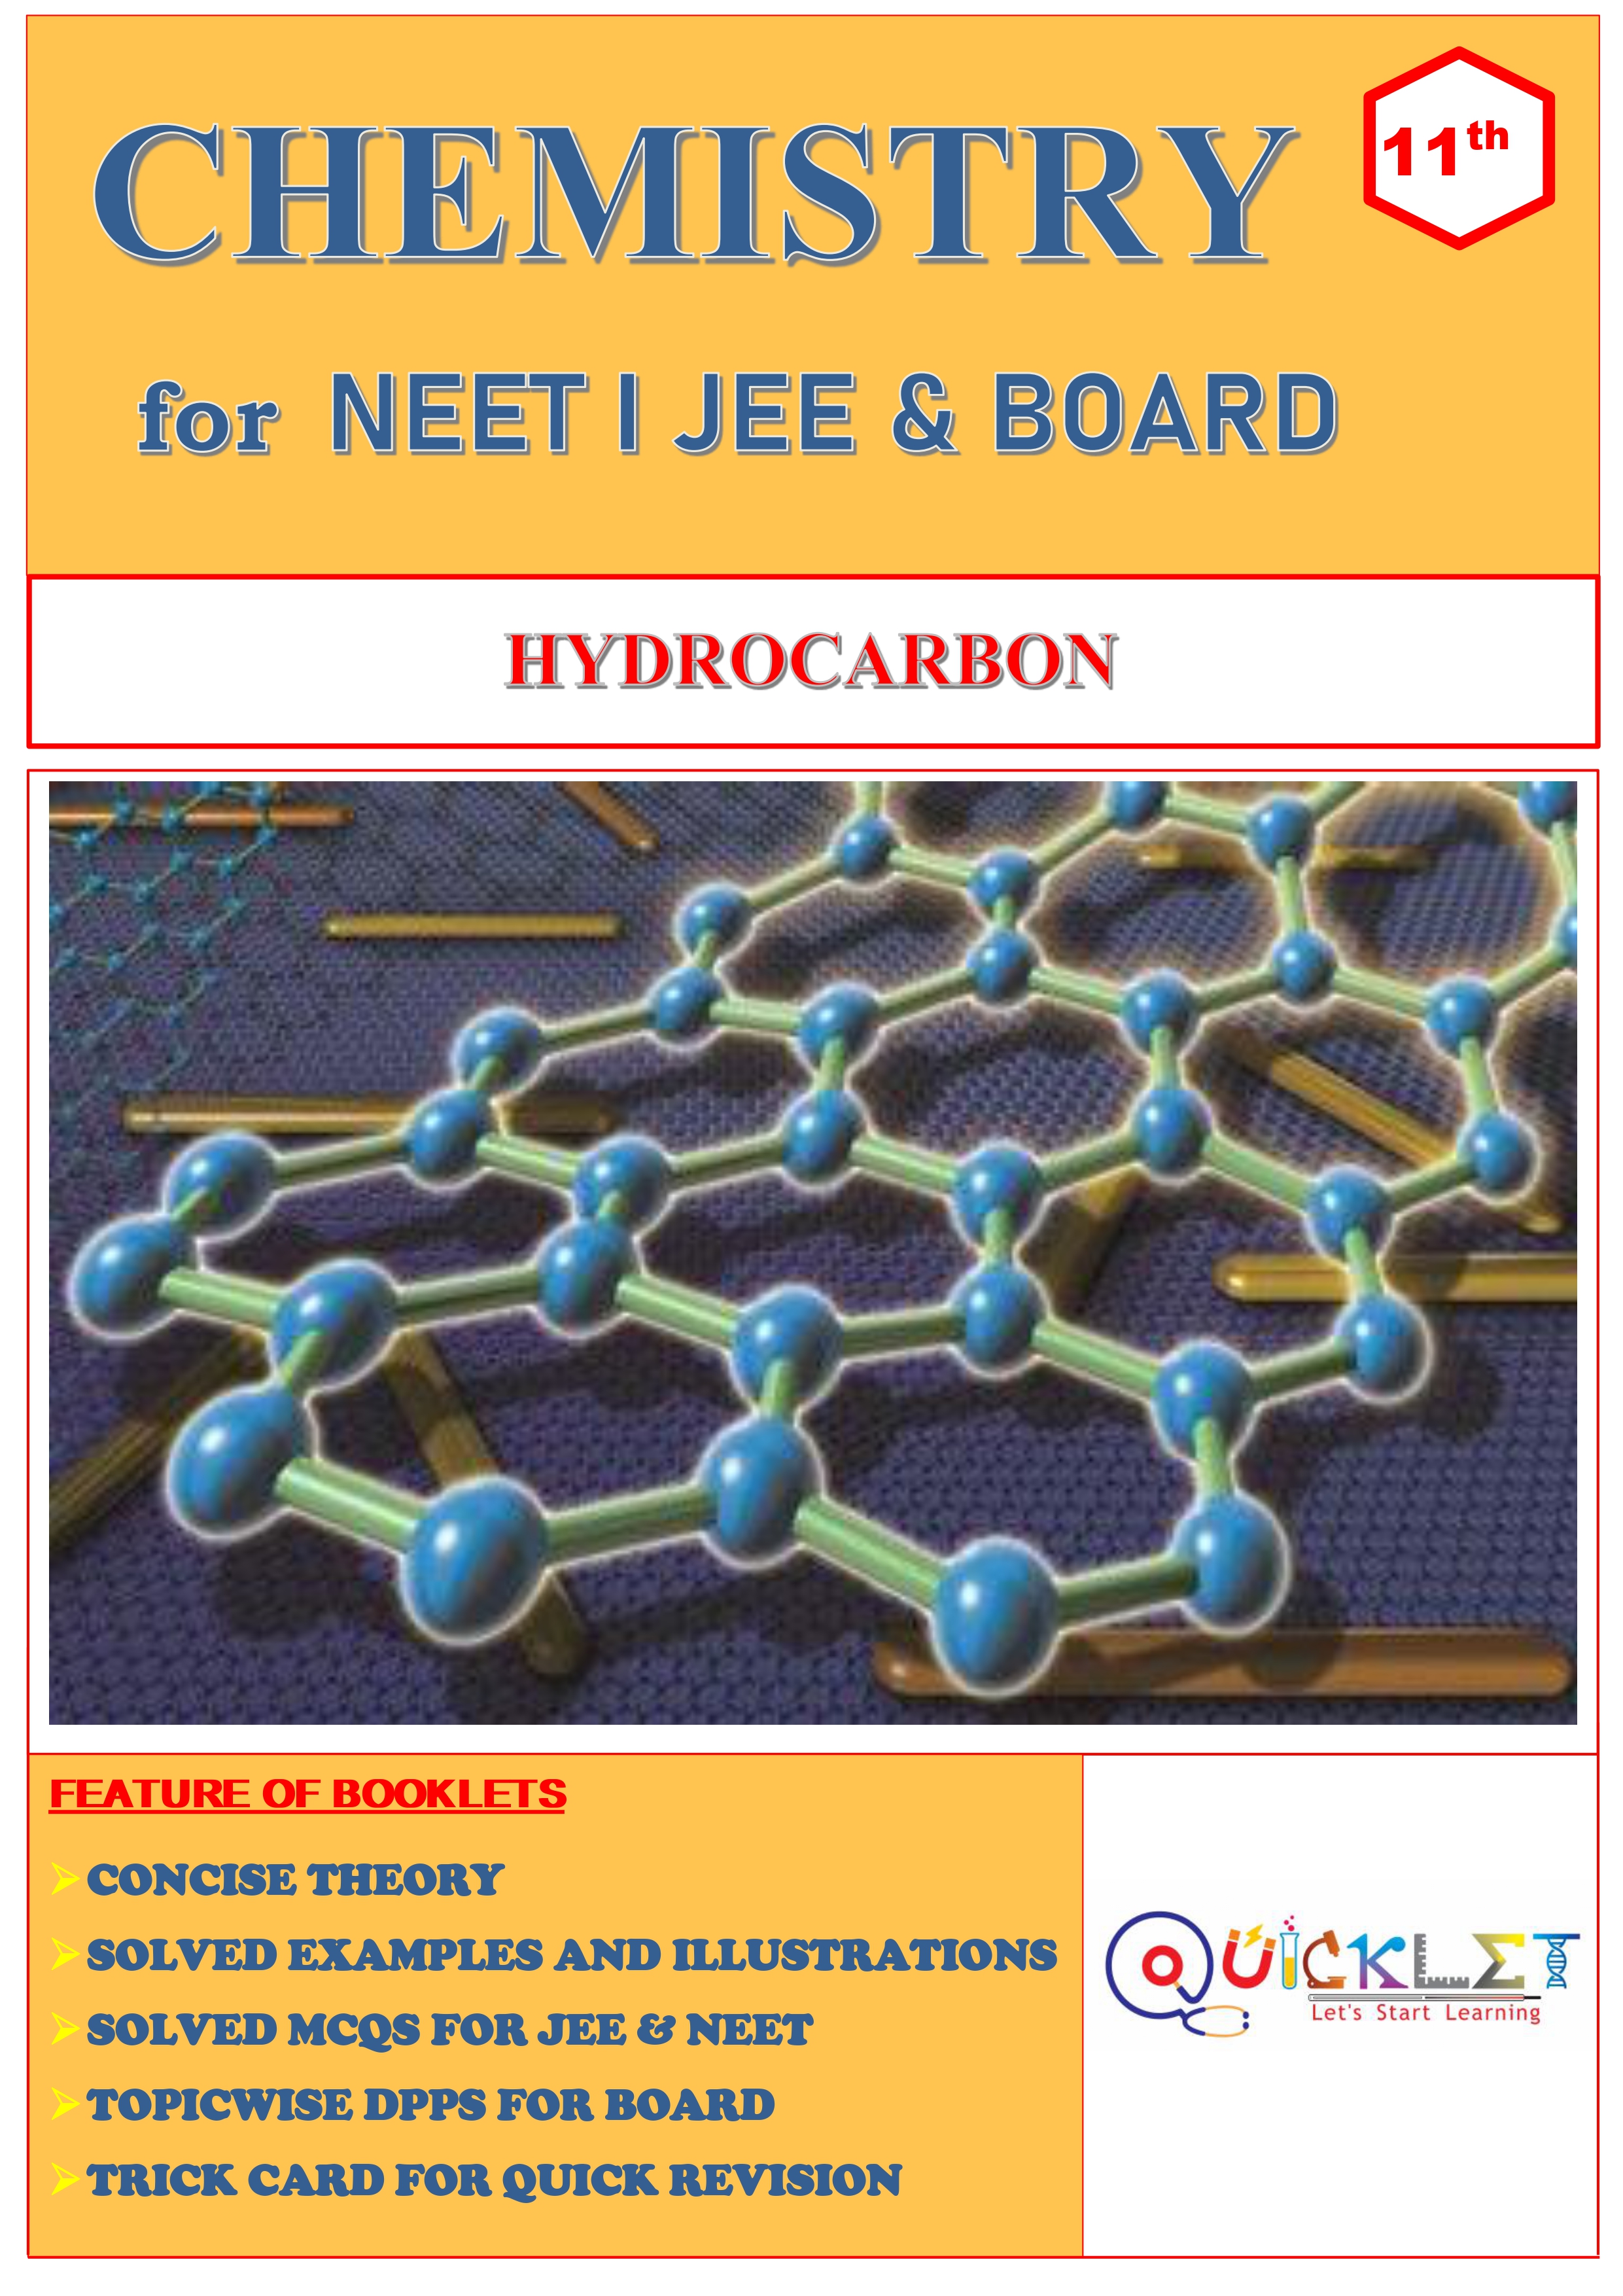 CHEMISTRY
11th
for NEET I JEE & BOARD
HYDROCARBON
FEATURE OF BOOKLETS
CONCISE THEORY
SOLVED EXAMPLES AND ILLUSTRATIONS
SOLVED MCQS FOR JEE & NEET
TOPICWISE DPPS FOR BOARD
TRICK CARD FOR QUICK REVISION
QUICKLET
Let's Start Learning